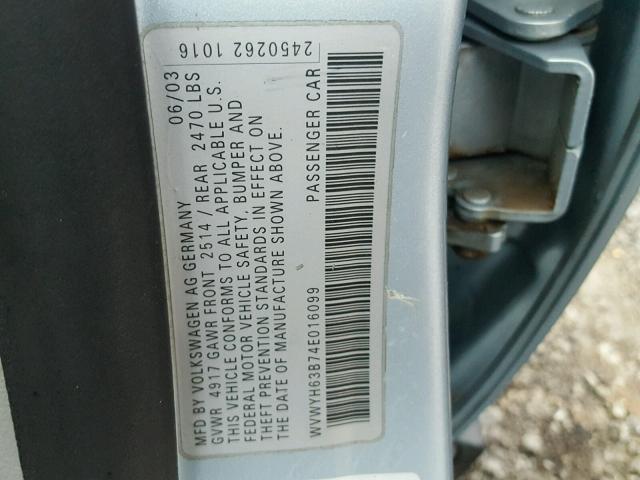 2450262 1016
06/03
MFD BY VOLKSWAGEN AG GERMANY
GVWR 4917 GAWR FRONT 2514 / REAR 2470 LBS
THIS VEHICLE CONFORMS TO ALL APPLICABLE U.S.
FEDERAL MOTOR VEHICLE SAFETY, BUMPER AND
THEFT PREVENTION STANDARDS IN EFFECT ON
THE DATE OF MANUFACTURE SHOWN ABOVE.
WVWYH63B74E016099 PASSENGER CAR